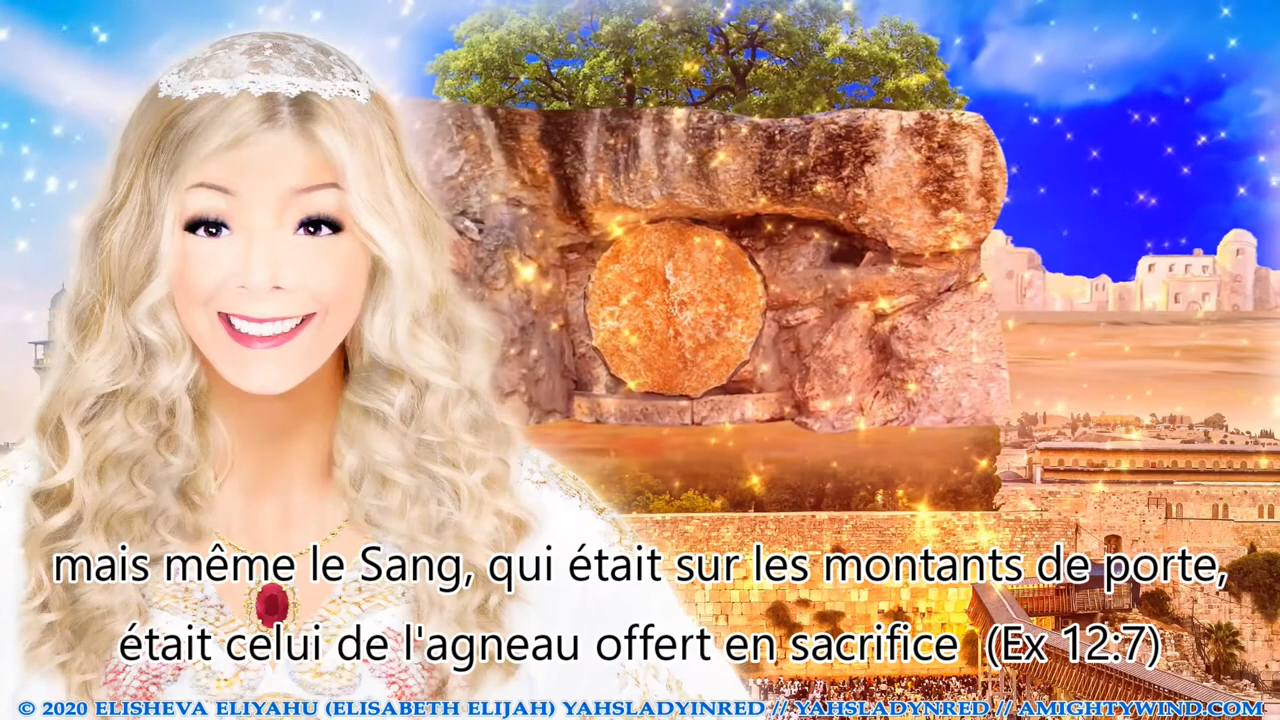 mais même le Sang, qui était sur les montants de porte,
était celui de l'agneau offert en sacrifice (Ex 12:7)
© 2020 ELISHEVA ELIYAHU (ELISABETH ELIJAH) YAHSLADYINRED // YAHSLADYNRED // AMIGHTYWIND.COM